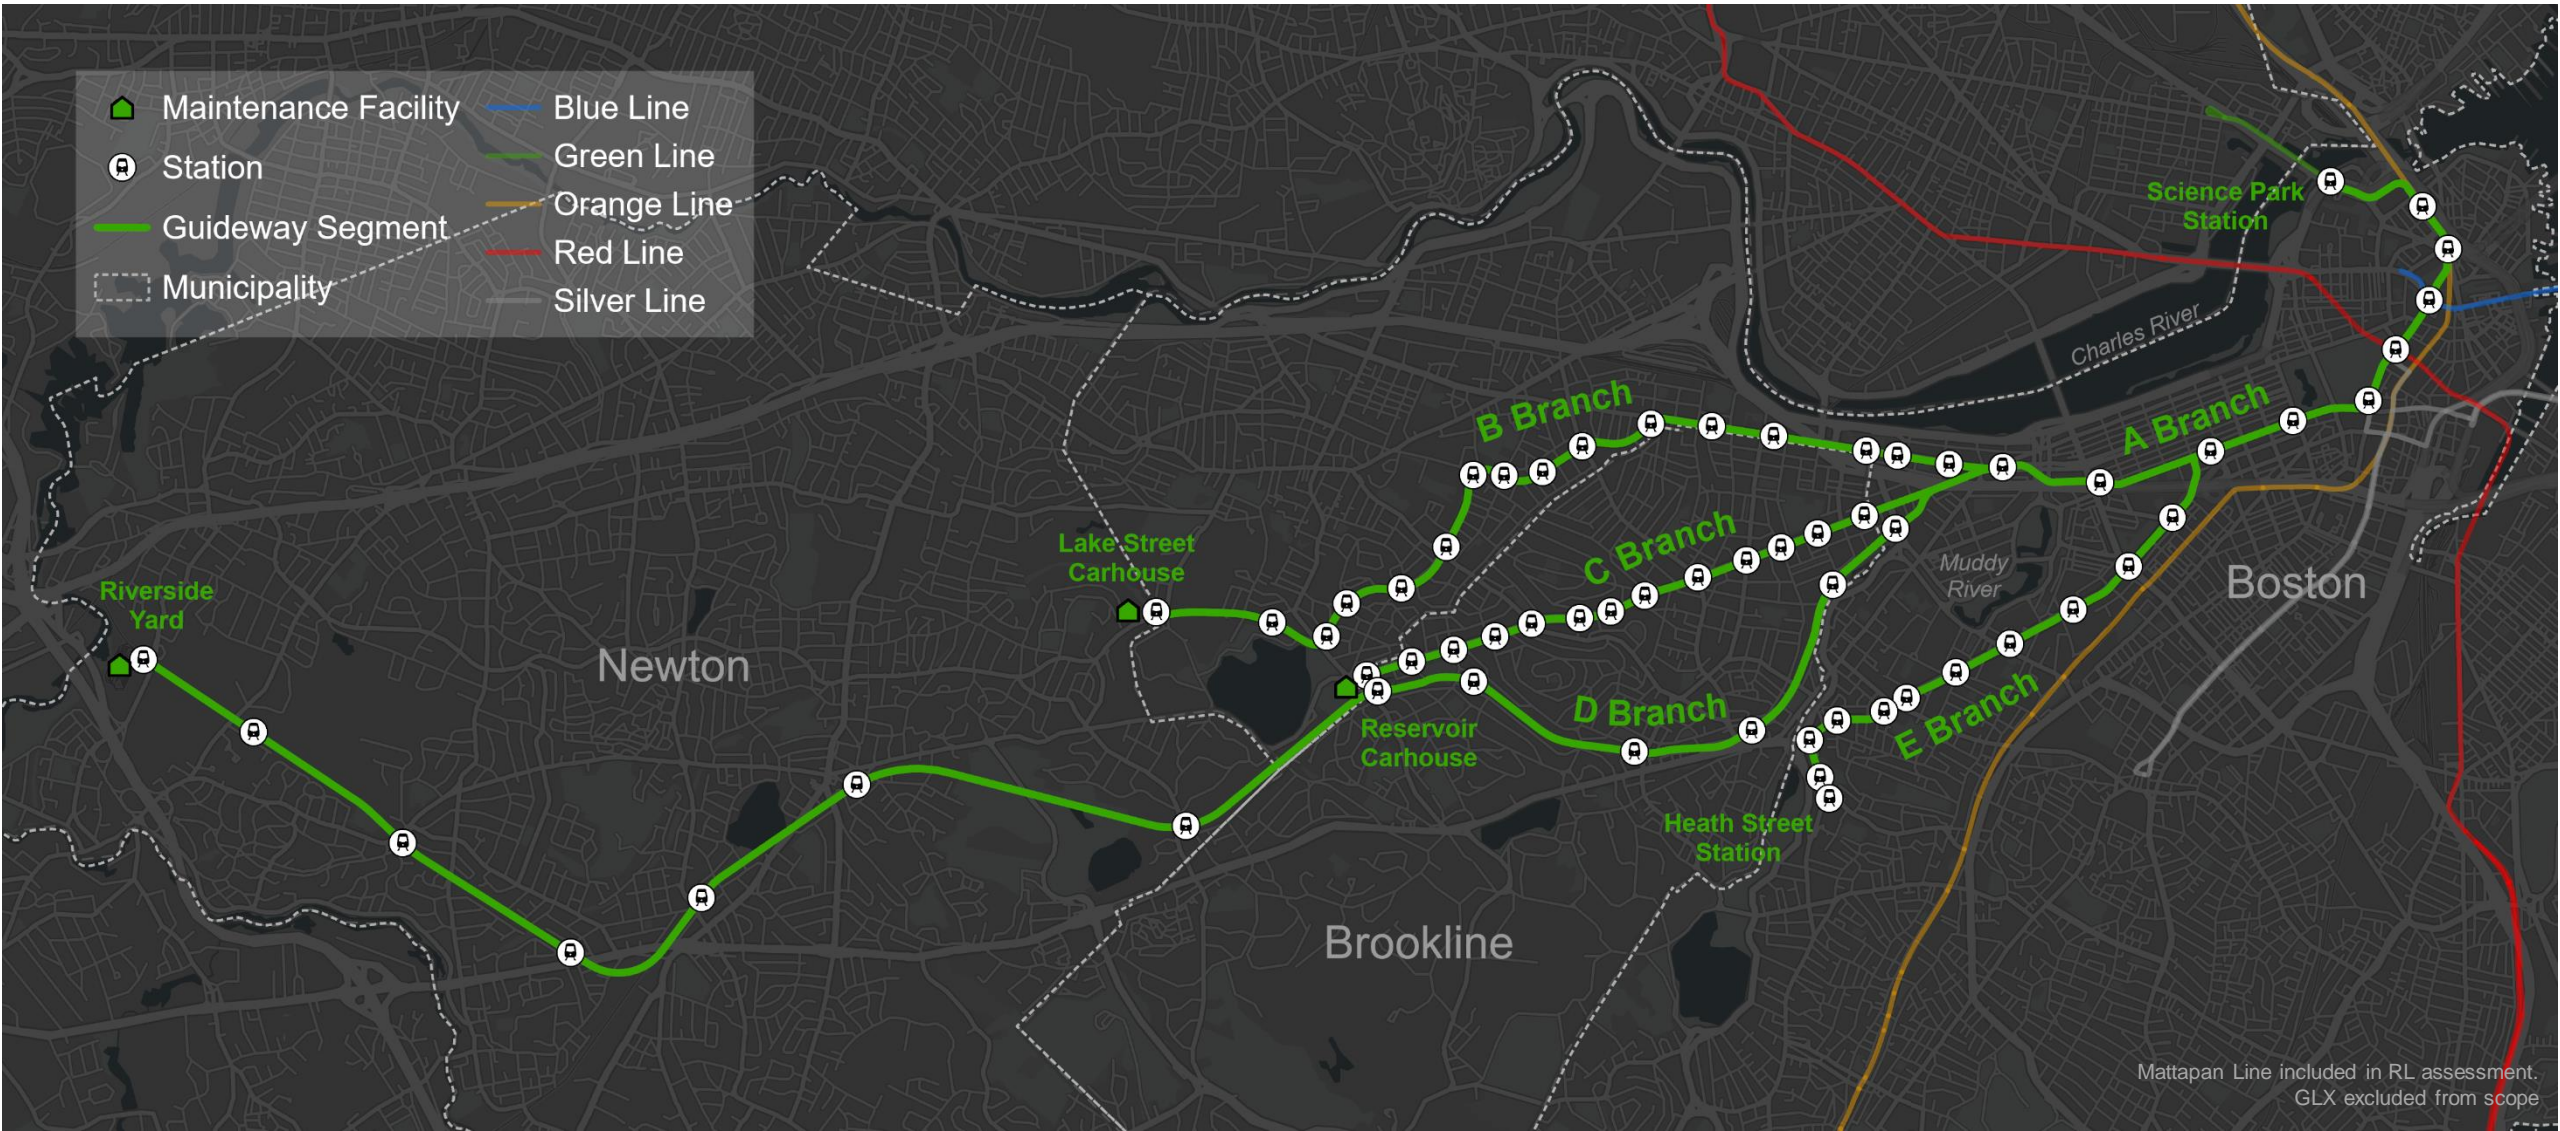 Maintenance Facility
Station
Guideway Segment
Municipality
Blue Line
Green Line
Orange Line
Red Line
Silver Line
Science Park
Station
Charles River
A Branch
B Branch
C Branch
Lake Street
Carhouse
Muddy
River
Boston
Riverside
Yard
Newton
D Branch
E Branch
Reservoir
Carhouse
Heath Street
Station
Brookline
Mattapan Line included in RL assessment.
GLX excluded from scope